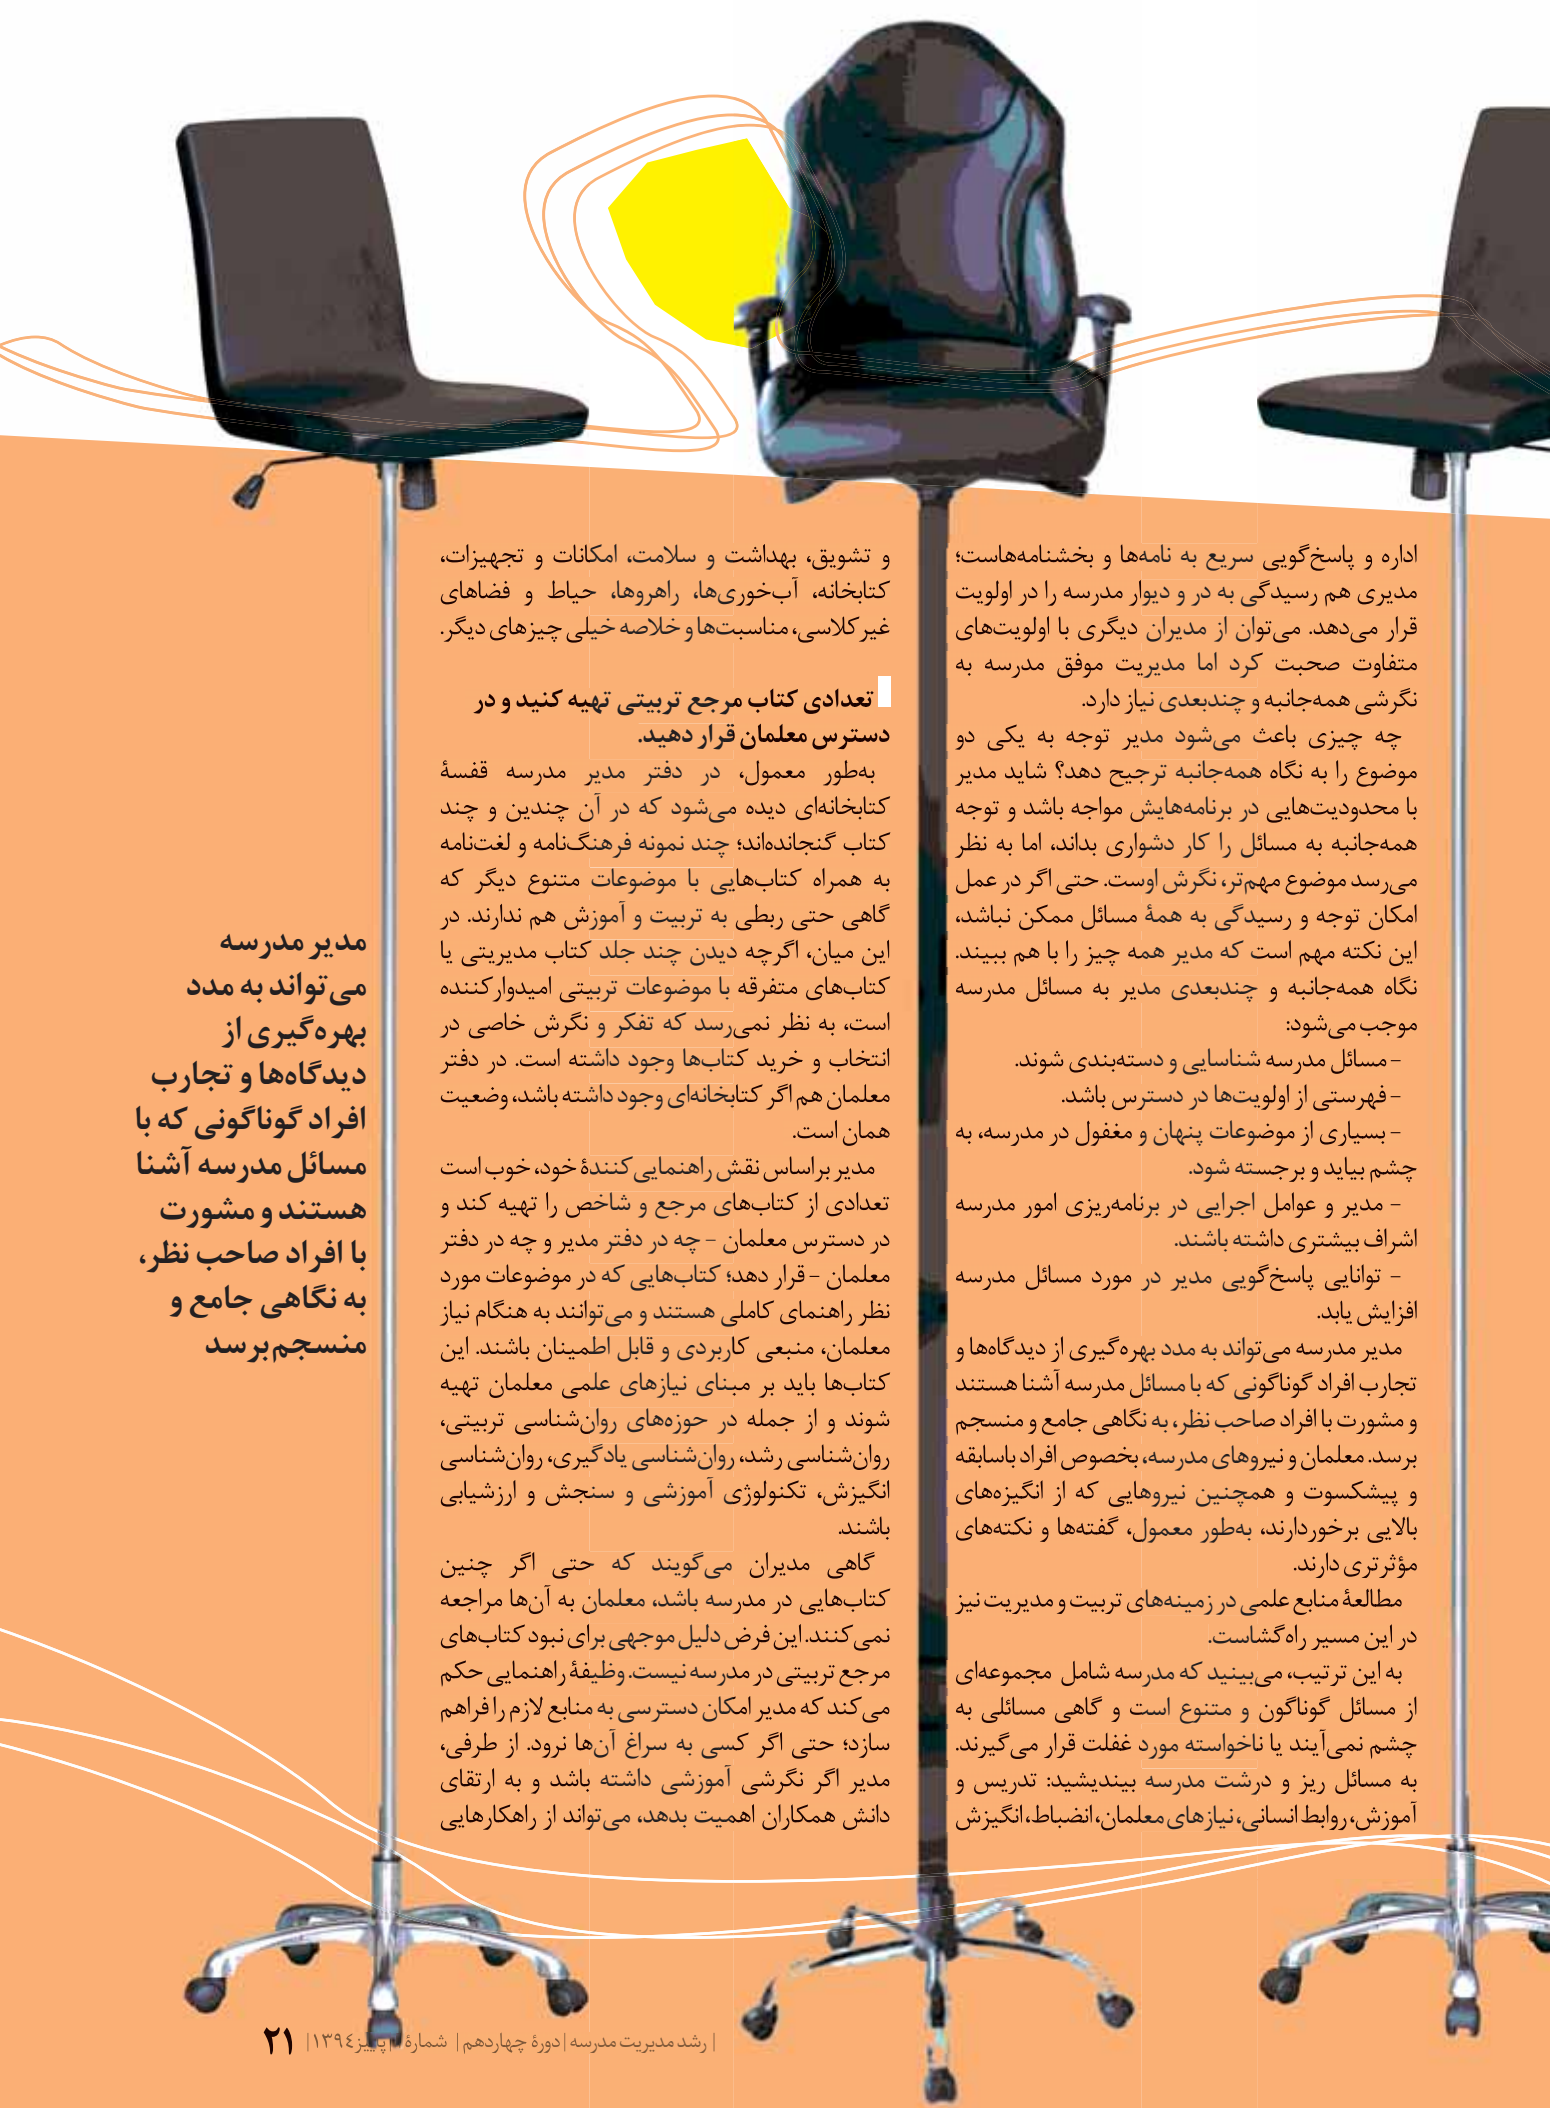 اداره و پاسخ‌گویی سریع به نامه‌ها و بخشنامه‌هاست؛
مدیری هم رسیدگی به در و دیوار مدرسه را در اولویت
قرار می‌دهد. می‌توان از مدیران دیگری با اولویت‌های
متفاوت صحبت کرد اما مدیریت موفق مدرسه به
نگرشی همه‌جانبه و چندبعدی نیاز دارد.
چه چیزی باعث می‌شود مدیر توجه به یکی دو
موضوع را به نگاه همه‌جانبه ترجیح دهد؟ شاید مدیر
با محدودیت‌هایی در برنامه‌هایش مواجه باشد و توجه
همه‌جانبه به مسائل را کار دشواری بداند، اما به نظر
می‌رسد موضوع مهم‌تر، نگرش اوست. حتی اگر در عمل
امکان توجه و رسیدگی به همهٔ مسائل ممکن نباشد،
این نکته مهم است که مدیر همه چیز را با هم ببیند.
نگاه همه‌جانبه و چندبعدی مدیر به مسائل مدرسه
موجب می‌شود:
- مسائل مدرسه شناسایی و دسته‌بندی شوند.
- فهرستی از اولویت‌ها در دسترس باشد.
- بسیاری از موضوعات پنهان و مغفول در مدرسه، به
چشم بیاید و برجسته شود.
- مدیر و عوامل اجرایی در برنامه‌ریزی امور مدرسه
اشراف بیشتری داشته باشند.
- توانایی پاسخ‌گویی مدیر در مورد مسائل مدرسه
افزایش یابد.
مدیر مدرسه می‌تواند به مدد بهره‌گیری از دیدگاه‌ها و
تجارب افراد گوناگونی که با مسائل مدرسه آشنا هستند
و مشورت با افراد صاحب نظر، به نگاهی جامع و منسجم
برسد. معلمان و نیروهای مدرسه، بخصوص افراد باسابقه
و پیشکسوت و همچنین نیروهایی که از انگیزه‌های
بالایی برخوردارند، به‌طور معمول، گفته‌ها و نکته‌های
مؤثرتری دارند.
مطالعهٔ منابع علمی در زمینه‌های تربیت و مدیریت نیز
در این مسیر راه‌گشاست.
به این ترتیب، می‌بینید که مدرسه شامل مجموعه‌ای
از مسائل گوناگون و متنوع است و گاهی مسائلی به
چشم نمی‌آیند یا ناخواسته مورد غفلت قرار می‌گیرند.
به مسائل ریز و درشت مدرسه بیندیشید: تدریس و
آموزش، روابط انسانی، نیازهای معلمان، انضباط، انگیزش
و تشویق، بهداشت و سلامت، امکانات و تجهیزات،
کتابخانه، آب‌خوری‌ها، راهروها، حیاط و فضاهای
غیرکلاسی، مناسبت‌ها و خلاصه خیلی چیزهای دیگر.
تعدادی کتاب مرجع تربیتی تهیه کنید و در
دسترس معلمان قرار دهید.
به‌طور معمول، در دفتر مدیر مدرسه قفسهٔ
کتابخانه‌ای دیده می‌شود که در آن چندین و چند
کتاب گنجانده‌اند؛ چند نمونه فرهنگ‌نامه و لغت‌نامه
به همراه کتاب‌هایی با موضوعات متنوع دیگر که
گاهی حتی ربطی به تربیت و آموزش هم ندارند. در
این میان، اگرچه دیدن چند جلد کتاب مدیریتی یا
کتاب‌های متفرقه با موضوعات تربیتی امیدوارکننده
است، به نظر نمی‌رسد که تفکر و نگرش خاصی در
انتخاب و خرید کتاب‌ها وجود داشته است. در دفتر
معلمان هم اگر کتابخانه‌ای وجود داشته باشد، وضعیت
همان است.
مدیر براساس نقش راهنمایی‌کنندهٔ خود، خوب است
تعدادی از کتاب‌های مرجع و شاخص را تهیه کند و
در دسترس معلمان - چه در دفتر مدیر و چه در دفتر
معلمان - قرار دهد؛ کتاب‌هایی که در موضوعات مورد
نظر راهنمای کاملی هستند و می‌توانند به هنگام نیاز
معلمان، منبعی کاربردی و قابل اطمینان باشند. این
کتاب‌ها باید بر مبنای نیازهای علمی معلمان تهیه
شوند و از جمله در حوزه‌های روان‌شناسی تربیتی،
روان‌شناسی رشد، روان‌شناسی یادگیری، روان‌شناسی
انگیزش، تکنولوژی آموزشی و سنجش و ارزشیابی
باشند.
گاهی مدیران می‌گویند که حتی اگر چنین
کتاب‌هایی در مدرسه باشد، معلمان به آن‌ها مراجعه
نمی‌کنند. این فرض دلیل موجهی برای نبود کتاب‌های
مرجع تربیتی در مدرسه نیست. وظیفهٔ راهنمایی حکم
می‌کند که مدیر امکان دسترسی به منابع لازم را فراهم
سازد؛ حتی اگر کسی به سراغ آن‌ها نرود. از طرفی،
مدیر اگر نگرشی آموزشی داشته باشد و به ارتقای
دانش همکاران اهمیت بدهد، می‌تواند از راهکارهایی
مدیر مدرسه
می‌تواند به مدد
بهره‌گیری از
دیدگاه‌ها و تجارب
افراد گوناگونی که با
مسائل مدرسه آشنا
هستند و مشورت
با افراد صاحب نظر،
به نگاهی جامع و
منسجم برسد
| رشد مدیریت مدرسه | دورهٔ چهاردهم | شمارهٔ | پاییز ۱۳۹۴ | ۲۱